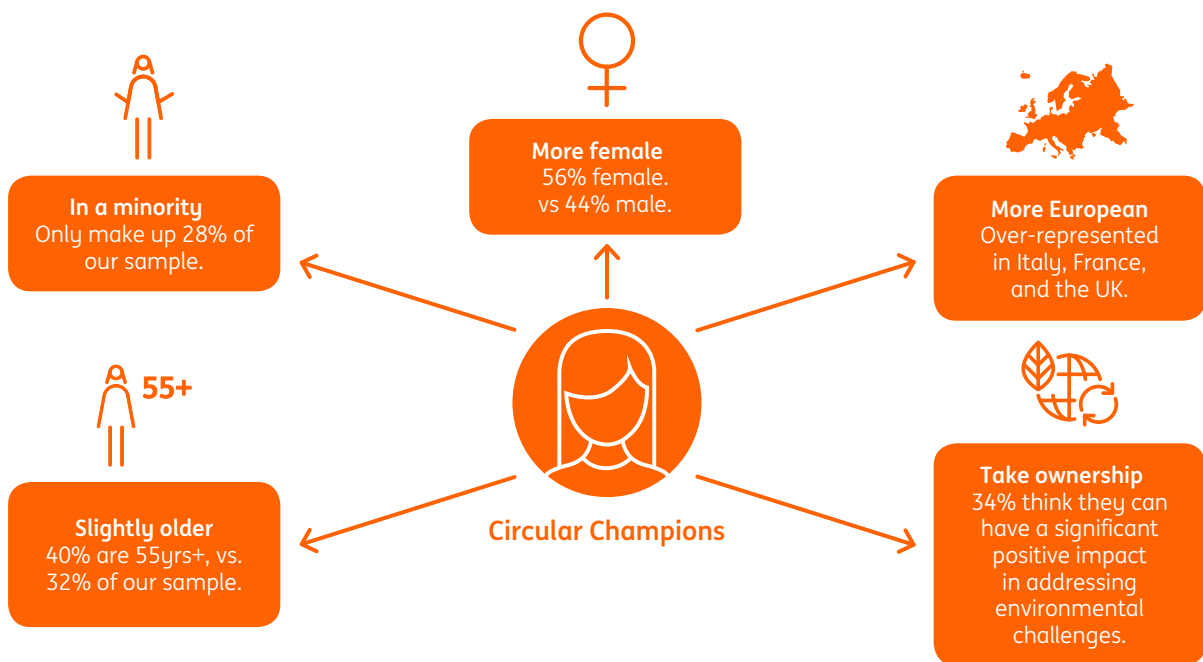 More female
56% female.
vs 44% male.
In a minority
Only make up 28% of
our sample.
More European
Over-represented
in Italy, France,
and the UK.
55+
Slightly older
40% are 55yrs+, vs.
32% of our sample.
Circular Champions
Take ownership
34% think they can
have a significant
positive impact
in addressing
environmental
challenges.